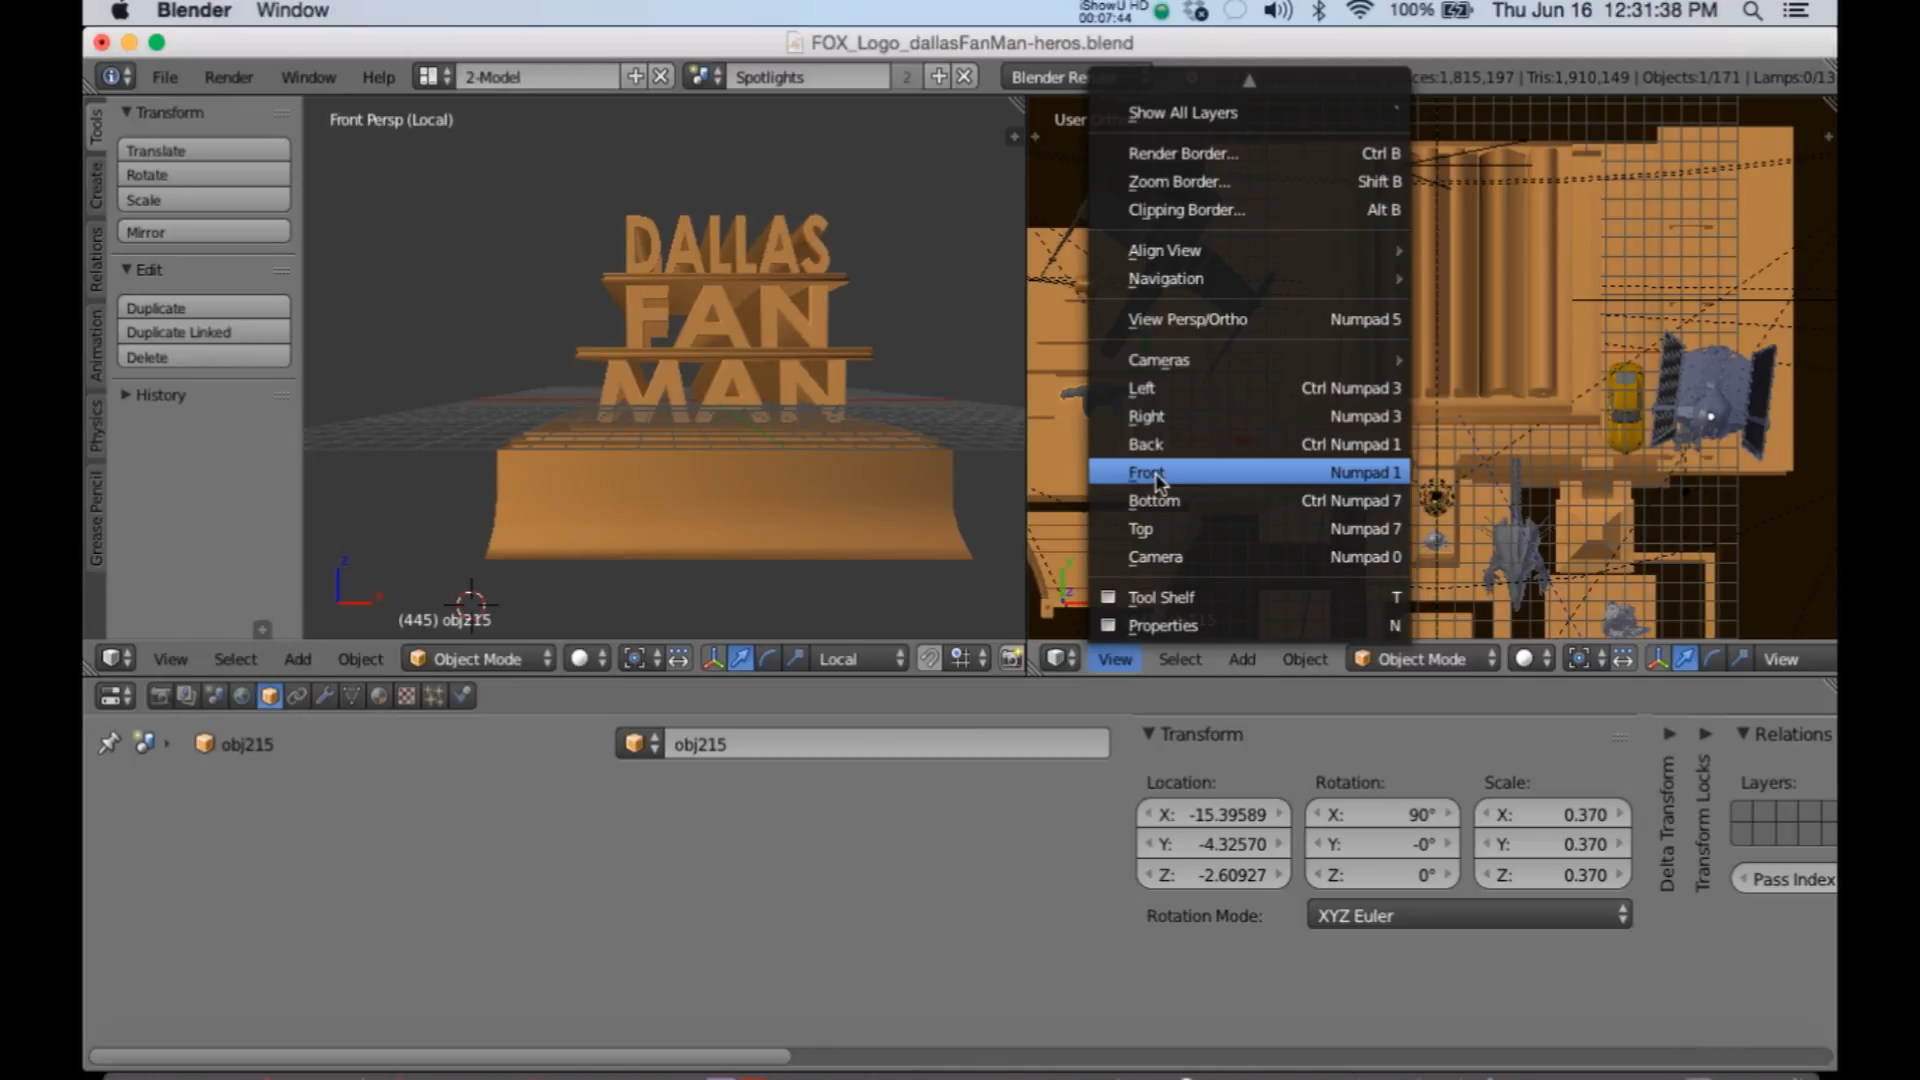 Blender Window
iShowU HD
00:07:44
100%
Thu Jun 16 12:31:38 PM
FOX_Logo_dallasFanMan-heros.blend
File Render Window Help
2-Model
Spotlights
2
Blender Re
ces:1,815,197 | Tris:1,910,149 | Objects:1/171 | Lamps:0/13
Tools
Create
Relations
Animation
Physics
Grease Pencil
Transform
Translate
Rotate
Scale
Mirror
Edit
Duplicate
Duplicate Linked
Delete
History
Front Persp (Local)
DALLAS
FAN
MAN
z
(445) obj215
User
Show All Layers
Render Border... Ctrl B
Zoom Border... Shift B
Clipping Border... Alt B
Align View
Navigation
View Persp/Ortho Numpad 5
Cameras
Left Ctrl Numpad 3
Right Numpad 3
Back Ctrl Numpad 1
Front Numpad 1
Bottom Ctrl Numpad 7
Top Numpad 7
Camera Numpad 0
Tool Shelf T
Properties N
View Select Add Object
Object Mode
Local
View Select Add Object
Object Mode
View
obj215
obj215
Transform
Location: Rotation: Scale:
X: -15.39589 X: 90° X: 0.370
Y: -4.32570 Y: -0° Y: 0.370
Z: -2.60927 Z: 0° Z: 0.370
Rotation Mode: XYZ Euler
Delta Transform
Transform Locks
Relations
Layers:
Pass Index